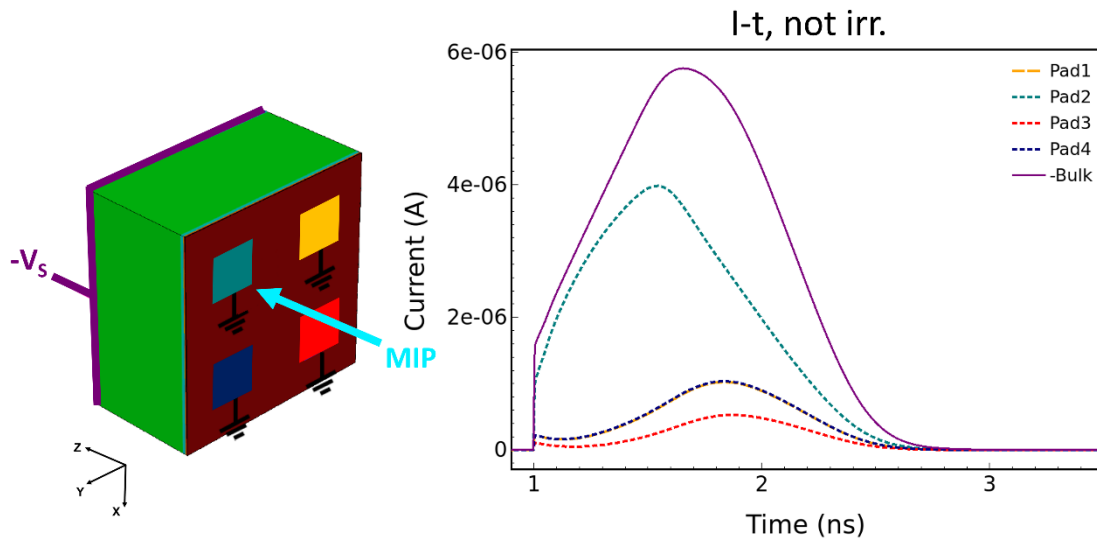 I-t, not irr.
-Vs
MIP
Z
Y
X
6e-06
4e-06
2e-06
0
Current (A)
1
2
3
Time (ns)
Pad1
Pad2
Pad3
Pad4
-Bulk